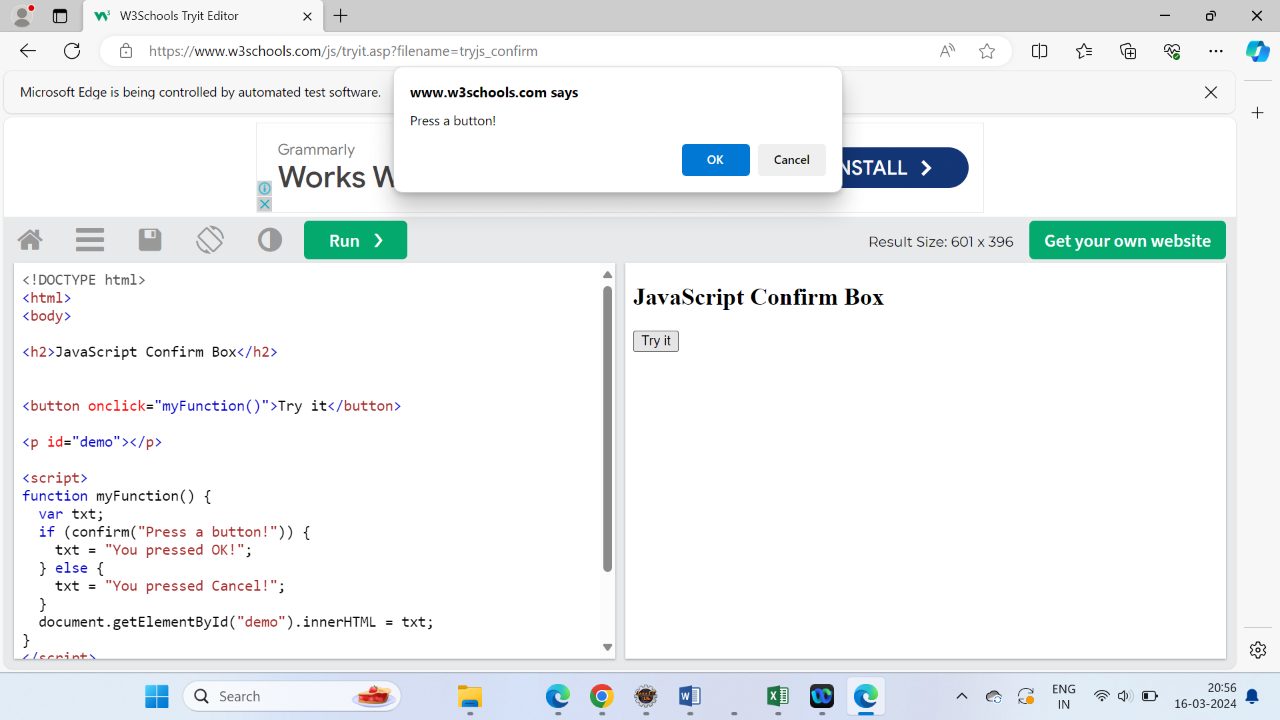 W3Schools Tryit Editor
https://www.w3schools.com/js/tryit.asp?filename=tryjs_confirm
Microsoft Edge is being controlled by automated test software.
www.w3schools.com says
Press a button!
OK
Cancel
Grammarly
Works W
NSTALL
Run ❯
Result Size: 601 x 396
Get your own website
<!DOCTYPE html>
<html>
<body>
<h2>JavaScript Confirm Box</h2>
<button onclick="myFunction()">Try it</button>
<p id="demo"></p>
<script>
function myFunction() {
  var txt;
  if (confirm("Press a button!")) {
    txt = "You pressed OK!";
  } else {
    txt = "You pressed Cancel!";
  }
  document.getElementById("demo").innerHTML = txt;
}
</script>
JavaScript Confirm Box
Try it
Search
ENG
IN
20:56
16-03-2024